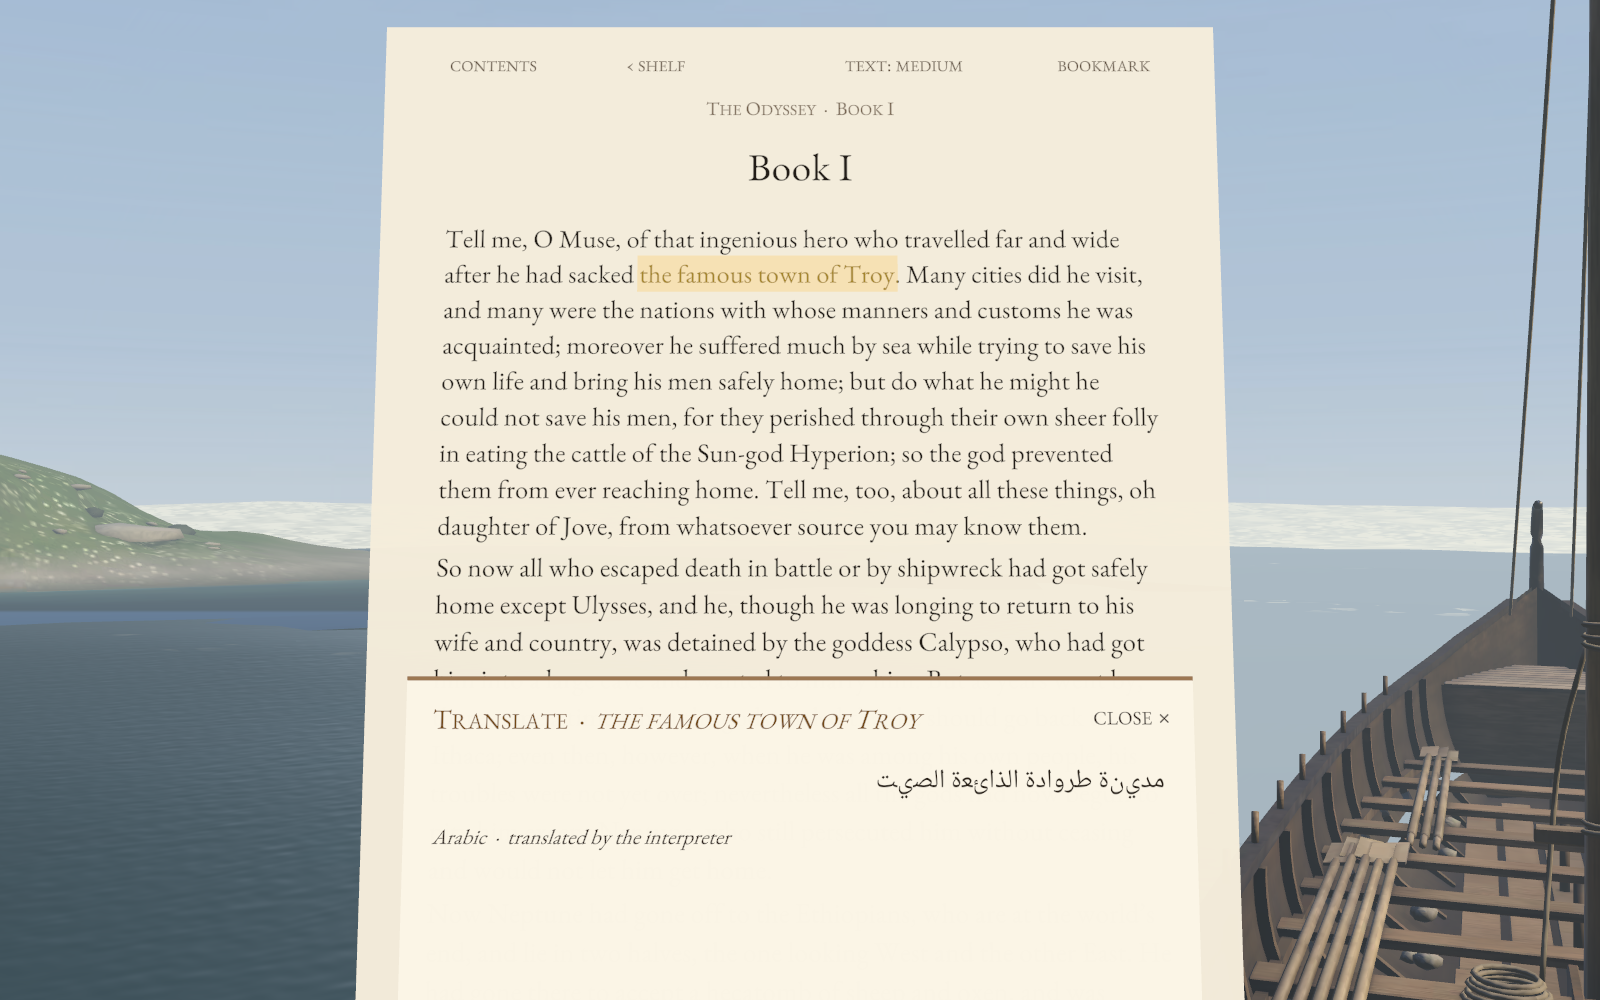 CONTENTS
< SHELF
TEXT: MEDIUM
BOOKMARK
The Odyssey · Book I
Book I
Tell me, O Muse, of that ingenious hero who travelled far and wide
after he had sacked the famous town of Troy. Many cities did he visit,
and many were the nations with whose manners and customs he was
acquainted; moreover he suffered much by sea while trying to save his
own life and bring his men safely home; but do what he might he
could not save his men, for they perished through their own sheer folly
in eating the cattle of the Sun-god Hyperion; so the god prevented
them from ever reaching home. Tell me, too, about all these things, oh
daughter of Jove, from whatsoever source you may know them.
So now all who escaped death in battle or by shipwreck had got safely
home except Ulysses, and he, though he was longing to return to his
wife and country, was detained by the goddess Calypso, who had got
Translate · the famous town of Troy
CLOSE ×
مدينة طروادة الذائعة الصيت
Arabic · translated by the interpreter